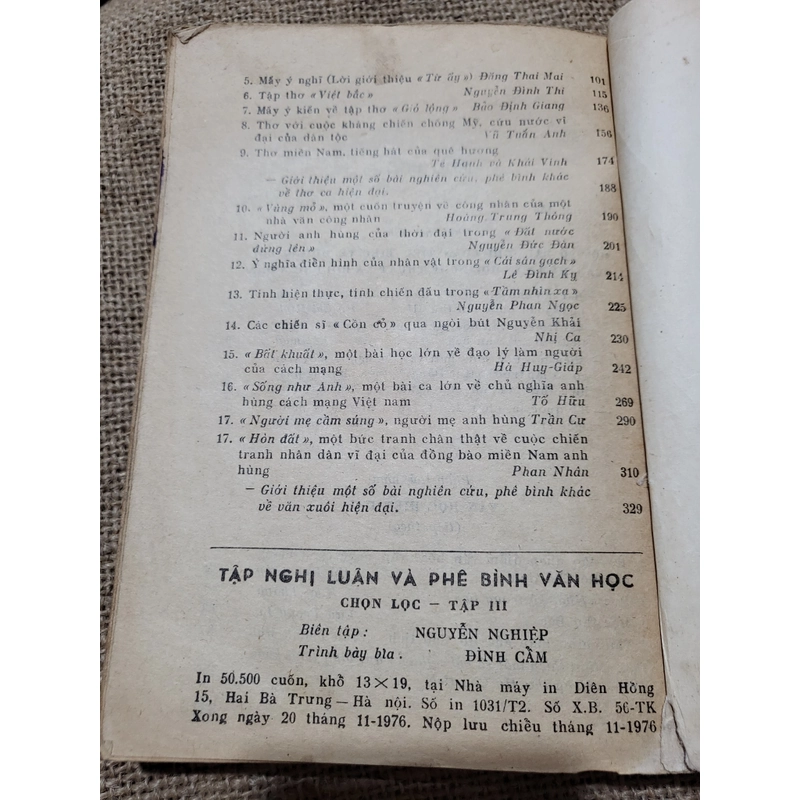 5. Mấy ý nghĩ (Lời giới thiệu « Từ ấy ») Đặng Thai Mai - 101
6. Tập thơ « Việt bắc » Nguyễn Đình Thi 115
7. Mấy ý kiến về tập thơ « Gió lộng » Bảo Định Giang 136
8. Thơ với cuộc kháng chiến chống Mỹ, cứu nước vĩ
đại của dân tộc Vũ Tuấn Anh 156
9. Thơ miền Nam, tiếng hát của quê hương
Tế Hanh và Khải Vinh 174
— Giới thiệu một số bài nghiên cứu, phê bình khác
về thơ ca hiện đại. 188
10. « Vùng mỏ », một cuốn truyện về công nhân của một
nhà văn công nhân Hoàng Trung Thông 190
11. Người anh hùng của thời đại trong « Đất nước
đứng lên » Nguyễn Đức Đàn 201
12. Ý nghĩa điển hình của nhân vật trong « Cái sân gạch »
Lê Đình Kỵ 214
13. Tính hiện thực, tính chiến đấu trong « Tầm nhìn xa »
Nguyễn Phan Ngọc 225
14. Các chiến sĩ « Cồn cỏ » qua ngòi bút Nguyễn Khải
Nhị Ca 230
15. « Bất khuất », một bài học lớn về đạo lý làm người
của cách mạng Hà Huy-Giáp 242
16. « Sống như Anh », một bài ca lớn về chủ nghĩa anh
hùng cách mạng Việt nam Tố Hữu 269
17. « Người mẹ cầm súng », người mẹ anh hùng Trần Cư 290
17. « Hòn đất », một bức tranh chân thật về cuộc chiến
tranh nhân dân vĩ đại của đồng bào miền Nam anh
hùng Phan Nhân 310
— Giới thiệu một số bài nghiên cứu, phê bình khác
về văn xuôi hiện đại. 329
TẬP NGHỊ LUẬN VÀ PHÊ BÌNH VĂN HỌC
CHỌN LỌC — TẬP III
Biên tập : NGUYỄN NGHIỆP
Trình bày bìa . ĐÌNH CẦM
In 50.500 cuốn, khổ 13×19, tại Nhà máy in Diên Hồng
15, Hai Bà Trưng — Hà nội. Số in 1031/T2. Số X.B. 56-TK
Xong ngày 20 tháng 11-1976. Nộp lưu chiểu tháng 11-1976